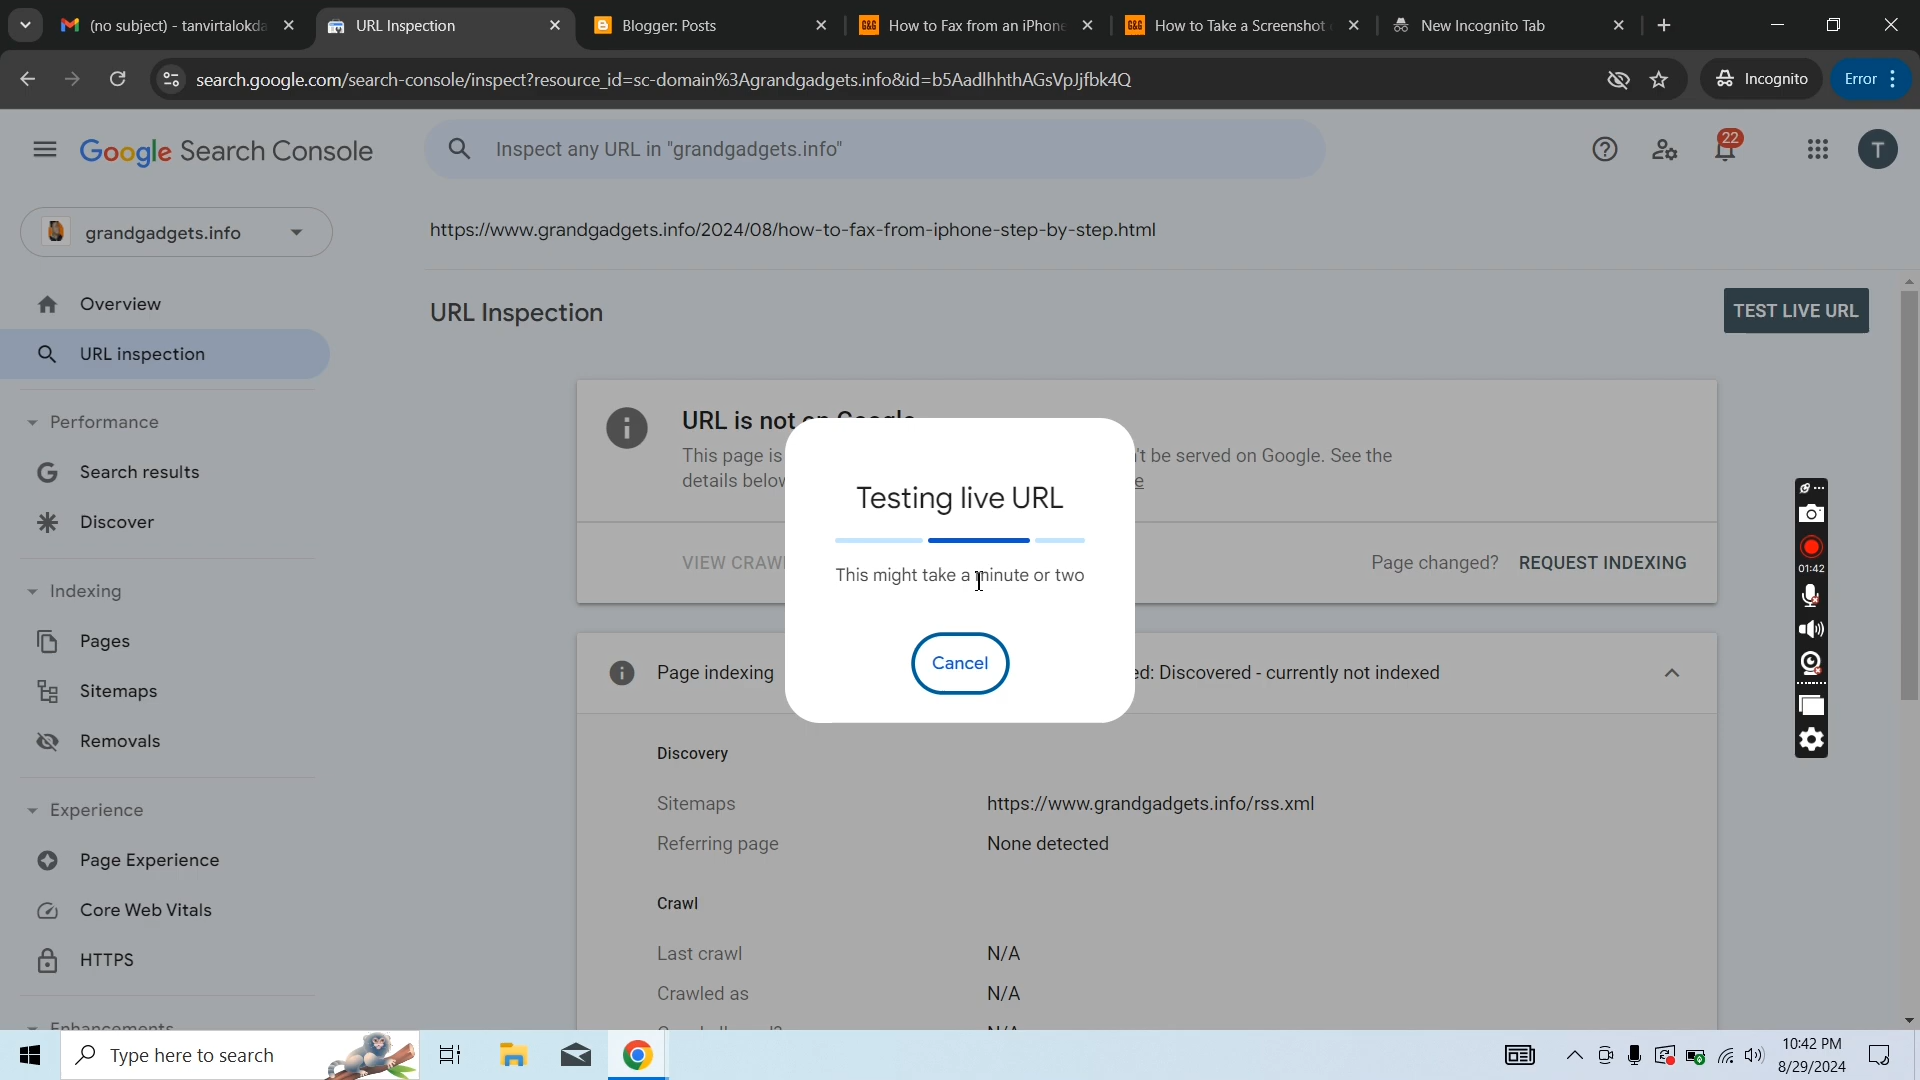 (no subject) - tanvirtalokda
URL Inspection
Blogger: Posts
G&G
How to Fax from an iPhone
G&G
How to Take a Screenshot
New Incognito Tab
search.google.com/search-console/inspect?resource_id=sc-domain%3Agrandgadgets.info&id=b5AadlhhthAGsVpJjfbk4Q
Incognito
Error
Google Search Console
Inspect any URL in "grandgadgets.info"
22
T
grandgadgets.info
https://www.grandgadgets.info/2024/08/how-to-fax-from-iphone-step-by-step.html
Overview
URL inspection
Performance
Search results
Discover
Indexing
Pages
Sitemaps
Removals
Experience
Page Experience
Core Web Vitals
HTTPS
Enhancements
URL Inspection
TEST LIVE URL
URL is not on Google
This page is
't be served on Google. See the
details below
VIEW CRAWL
Page changed? REQUEST INDEXING
Testing live URL
This might take a minute or two
Cancel
Page indexing
ed: Discovered - currently not indexed
Discovery
Sitemaps
https://www.grandgadgets.info/rss.xml
Referring page
None detected
Crawl
Last crawl
N/A
Crawled as
N/A
N/A
01:42
Type here to search
10:42 PM
8/29/2024